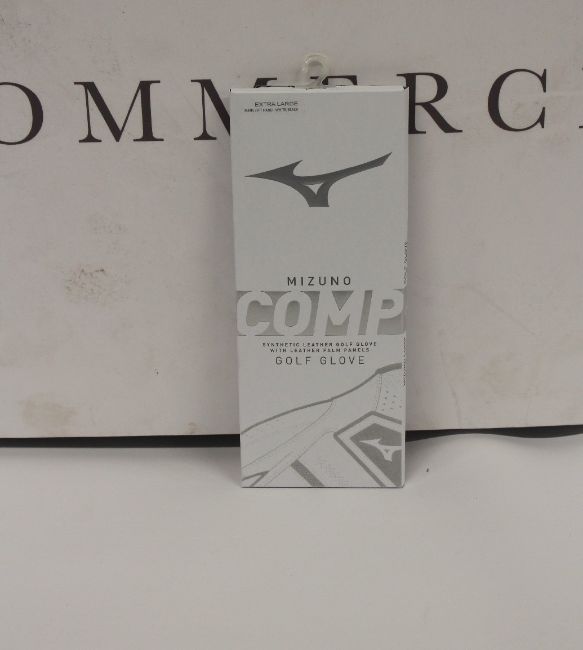 OMMERC
EXTRA LARGE
MIZUNO
COMP
SYNTHETIC LEATHER GOLF GLOVE
WITH LEATHER PALM PANELS
GOLF GLOVE